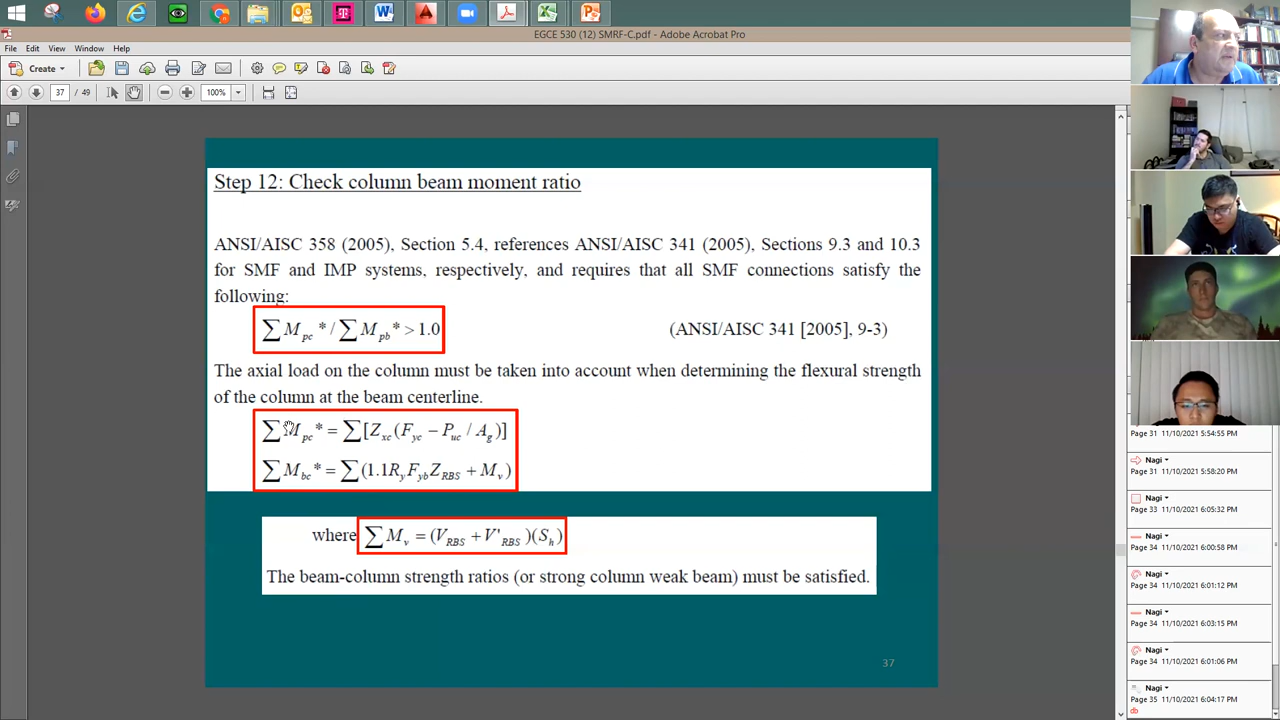 EGCE 530 (12) SMRF-C.pdf - Adobe Acrobat Pro
File Edit View Window Help
Create
37 / 49 100%
Step 12: Check column beam moment ratio
ANSI/AISC 358 (2005), Section 5.4, references ANSI/AISC 341 (2005), Sections 9.3 and 10.3
for SMF and IMP systems, respectively, and requires that all SMF connections satisfy the
following:
∑ M_pc * / ∑ M_pb * > 1.0 (ANSI/AISC 341 [2005], 9-3)
The axial load on the column must be taken into account when determining the flexural strength
of the column at the beam centerline.
∑ M_pc * = ∑ [Z_xc (F_yc − P_uc / A_g)]
∑ M_bc * = ∑ (1.1R_y F_yb Z_RBS + M_v)
where ∑ M_v = (V_RBS + V'_RBS )(S_h)
The beam-column strength ratios (or strong column weak beam) must be satisfied.
37
Page 31 11/10/2021 5:54:55 PM
Nagi
Page 31 11/10/2021 5:58:20 PM
Nagi
Page 33 11/10/2021 6:05:32 PM
Nagi
Page 34 11/10/2021 6:00:58 PM
Nagi
Page 34 11/10/2021 6:01:12 PM
Nagi
Page 34 11/10/2021 6:03:15 PM
Nagi
Page 34 11/10/2021 6:01:06 PM
Nagi
Page 35 11/10/2021 6:04:17 PM
db